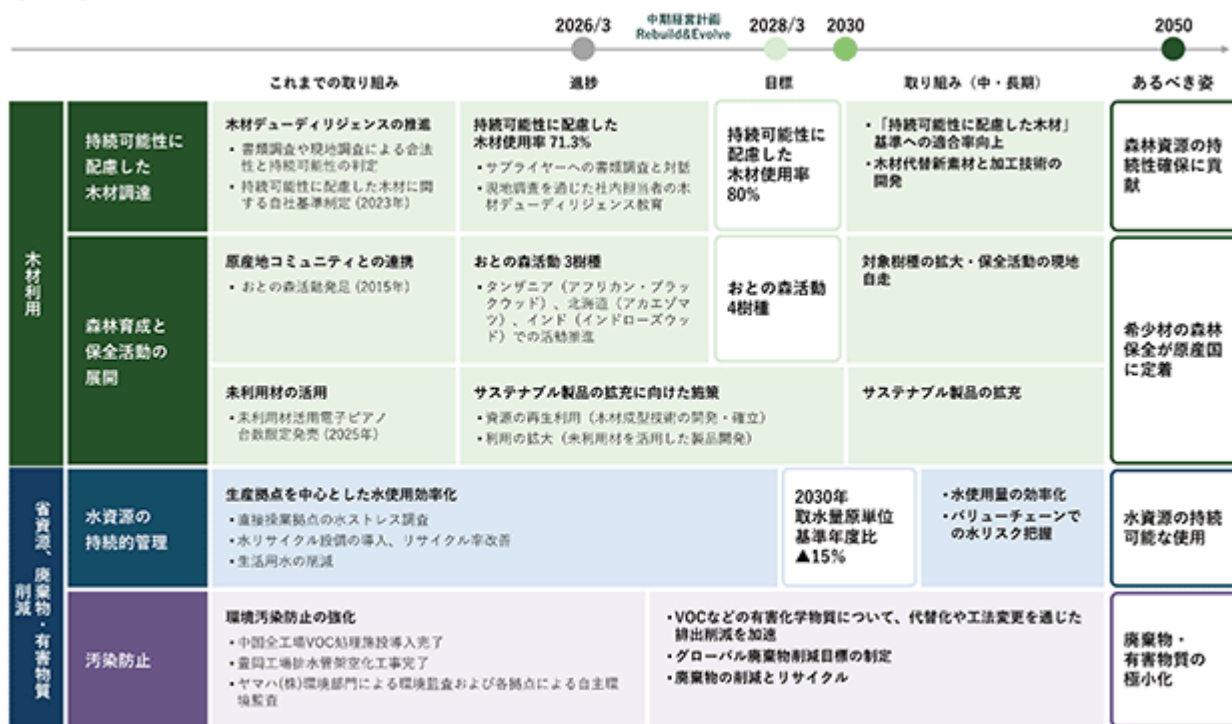 2026/3
中期経営計画
Rebuild&Evolve
2028/3
2030
2050
これまでの取り組み
進捗
目標
取り組み（中・長期）
あるべき姿
木材利用
持続可能性に
配慮した
木材調達
木材デューディリジェンスの推進
・書類調査や現地調査による合法
性と持続可能性の判定
・持続可能性に配慮した木材に関
する自社基準制定（2023年）
持続可能性に配慮した
木材使用率 71.3%
・サプライヤーへの書類調査と対話
・現地調査を通じた社内担当者の木
材デューディリジェンス教育
持続可能性に
配慮した
木材使用率
80%
・「持続可能性に配慮した木材」
基準への適合率向上
・木材代替新素材と加工技術の
開発
森林資源の持
続性確保に貢
献
森林育成と
保全活動の
展開
原産地コミュニティとの連携
・おとの森活動発足（2015年）
おとの森活動 3樹種
・タンザニア（アフリカン・ブラッ
クウッド）、北海道（アカエゾマ
ツ）、インド（インドローズウッ
ド）での活動推進
おとの森活動
4樹種
対象樹種の拡大・保全活動の現地
自走
希少材の森林
保全が原産国
に定着
未利用材の活用
・未利用材活用電子ピアノ
台数限定発売（2025年）
サステナブル製品の拡充に向けた施策
・資源の再生利用（木材成型技術の開発・確立）
・利用の拡大（未利用材を活用した製品開発）
サステナブル製品の拡充
省資源、廃棄物・有害物質
削減
水資源の
持続的管理
生産拠点を中心とした水使用効率化
・直接操業拠点の水ストレス調査
・水リサイクル設備の導入、リサイクル率改善
・生活用水の削減
2030年
取水量原単位
基準年度比
▲15%
・水使用量の効率化
・バリューチェーンで
の水リスク把握
水資源の持続
可能な使用
汚染防止
環境汚染防止の強化
・中国全工場VOC処理施設導入完了
・豊岡工場排水管架空化工事完了
・ヤマハ(株)環境部門による環境監査および各拠点による自主環
境監査
・VOCなどの有害化学物質について、代替化や工法変更を通じた
排出削減を加速
・グローバル廃棄物削減目標の制定
・廃棄物の削減とリサイクル
廃棄物・
有害物質の
極小化